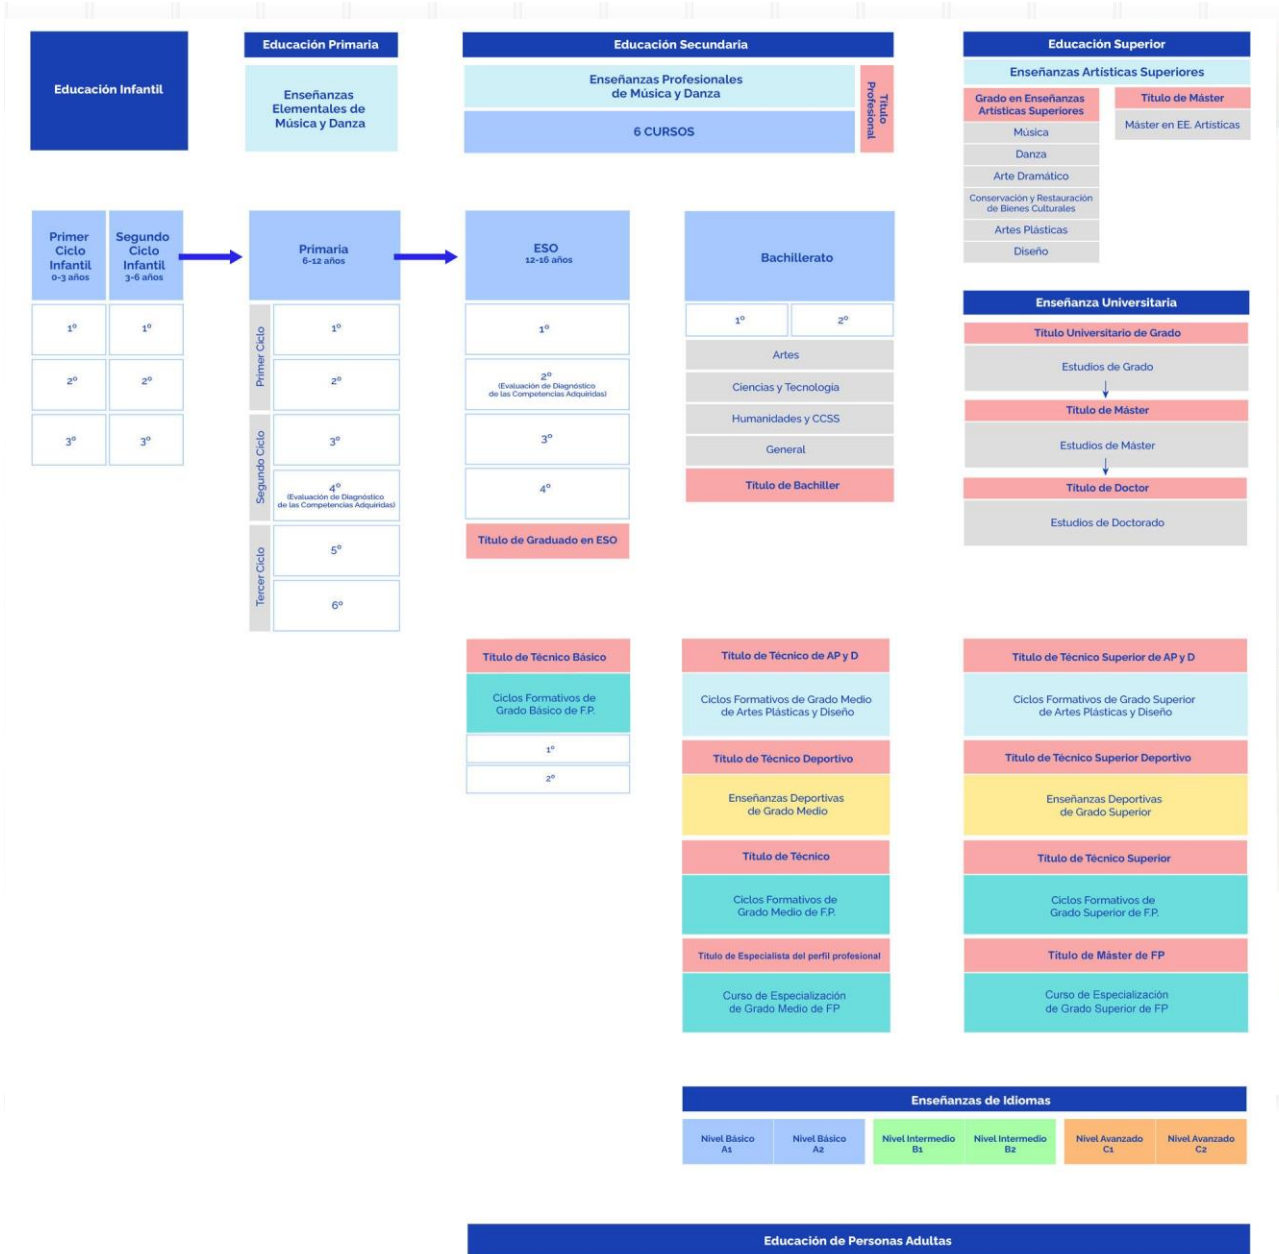 Educación Infantil
Educación Primaria
Enseñanzas
Elementales de
Música y Danza
Educación Secundaria
Enseñanzas Profesionales
de Música y Danza
6 CURSOS
Título
Profesional
Educación Superior
Enseñanzas Artísticas Superiores
Grado en Enseñanzas
Artísticas Superiores
Música
Danza
Arte Dramático
Conservación y Restauración
de Bienes Culturales
Artes Plásticas
Diseño
Título de Máster
Máster en EE. Artísticas
Primer
Ciclo
Infantil
0-3 años
1º
2º
3º
Segundo
Ciclo
Infantil
3-6 años
1º
2º
3º
Primaria
6-12 años
Primer Ciclo
1º
2º
Segundo Ciclo
3º
4º
(Evaluación de Diagnóstico
de las Competencias Adquiridas)
Tercer Ciclo
5º
6º
ESO
12-16 años
1º
2º
(Evaluación de Diagnóstico
de las Competencias Adquiridas)
3º
4º
Título de Graduado en ESO
Bachillerato
1º
2º
Artes
Ciencias y Tecnología
Humanidades y CCSS
General
Título de Bachiller
Enseñanza Universitaria
Título Universitario de Grado
Estudios de Grado
Título de Máster
Estudios de Máster
Título de Doctor
Estudios de Doctorado
Título de Técnico Básico
Ciclos Formativos de
Grado Básico de F.P.
1º
2º
Título de Técnico de AP y D
Ciclos Formativos de Grado Medio
de Artes Plásticas y Diseño
Título de Técnico Deportivo
Enseñanzas Deportivas
de Grado Medio
Título de Técnico
Ciclos Formativos de
Grado Medio de F.P.
Título de Especialista del perfil profesional
Curso de Especialización
de Grado Medio de FP
Título de Técnico Superior de AP y D
Ciclos Formativos de Grado Superior
de Artes Plásticas y Diseño
Título de Técnico Superior Deportivo
Enseñanzas Deportivas
de Grado Superior
Título de Técnico Superior
Ciclos Formativos de
Grado Superior de F.P.
Título de Máster de FP
Curso de Especialización
de Grado Superior de FP
Enseñanzas de Idiomas
Nivel Básico
A1
Nivel Básico
A2
Nivel Intermedio
B1
Nivel Intermedio
B2
Nivel Avanzado
C1
Nivel Avanzado
C2
Educación de Personas Adultas